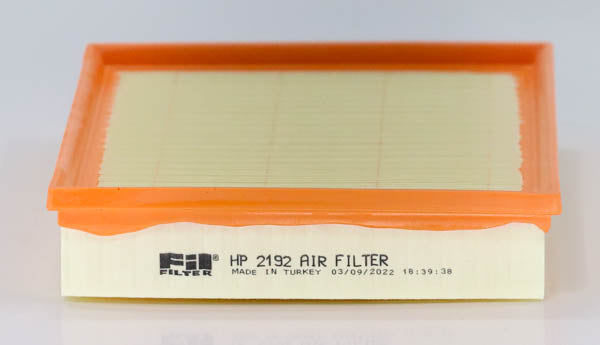 Fil® HP 2192 AIR FILTER
FILTER MADE IN TURKEY 03/09/2022 18:39:38